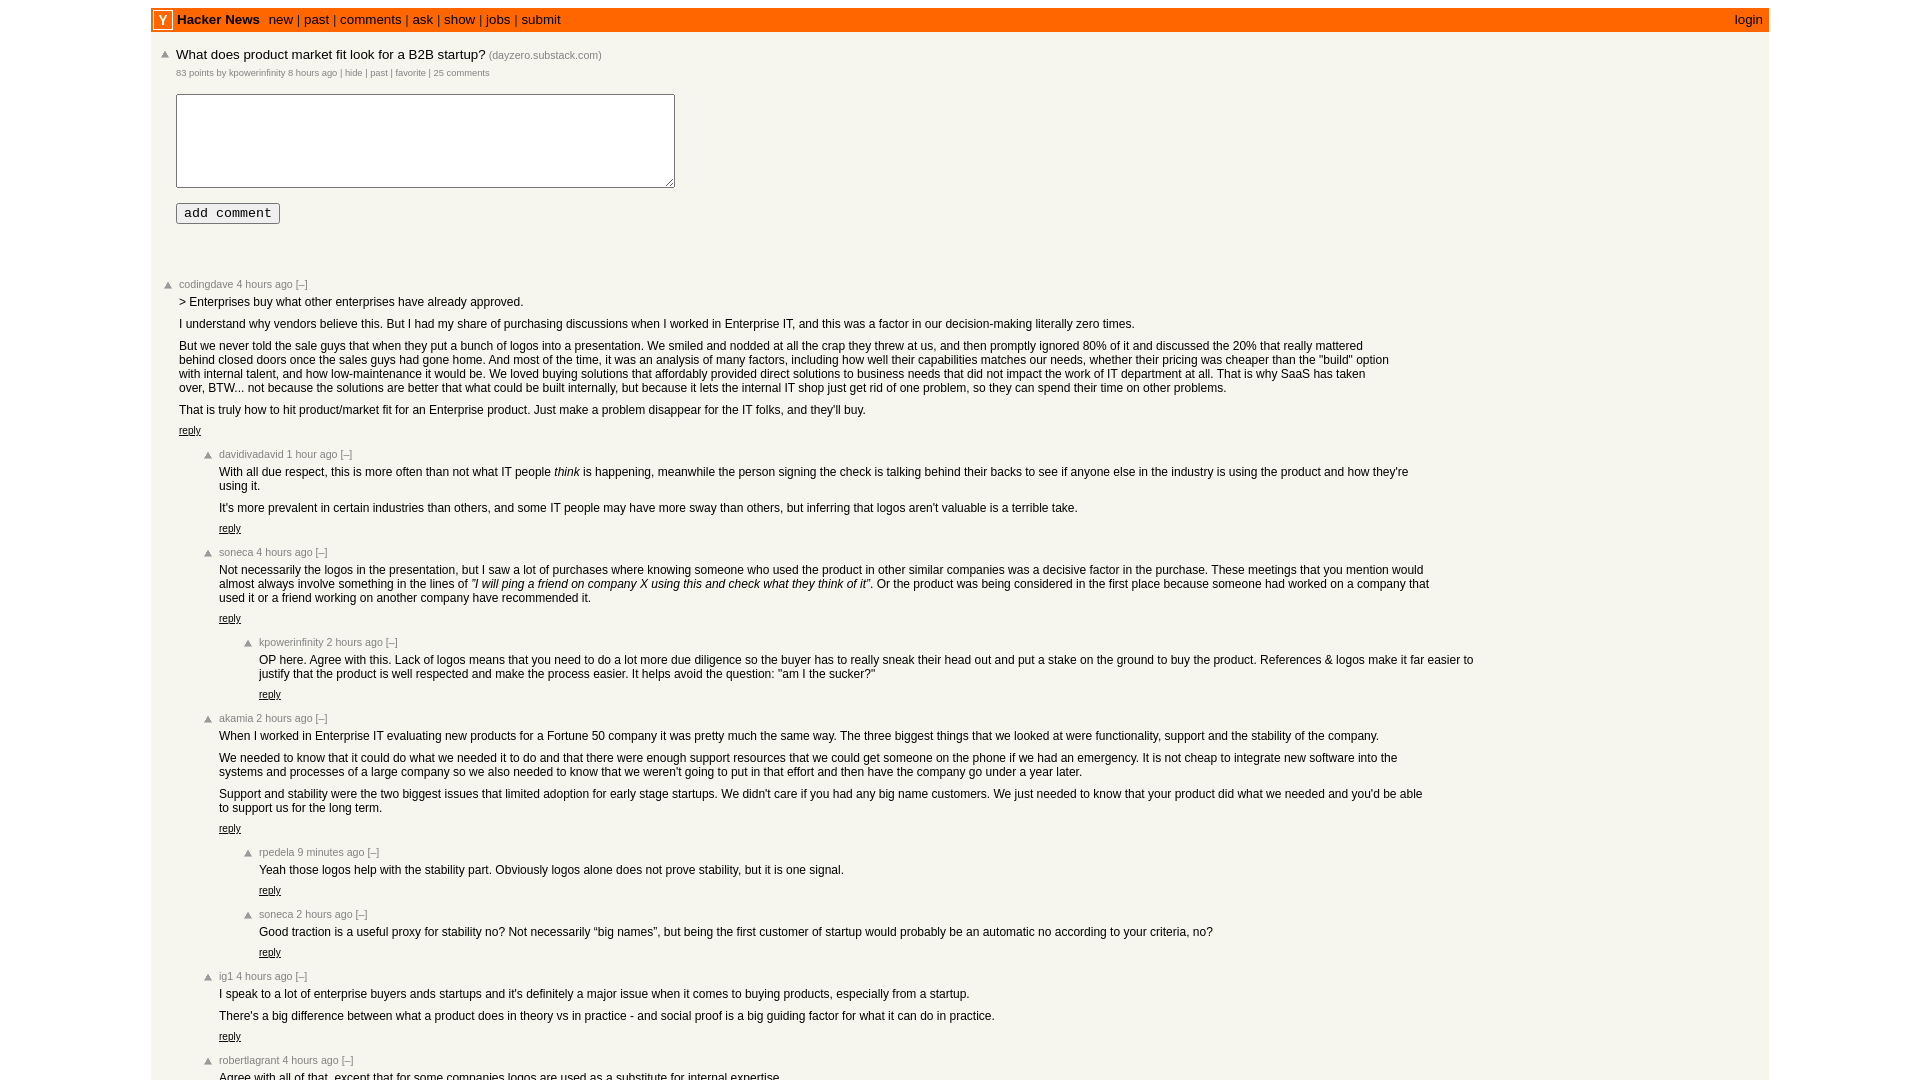 Y Hacker News new | past | comments | ask | show | jobs | submit login
What does product market fit look for a B2B startup? (dayzero.substack.com)
83 points by kpowerinfinity 8 hours ago | hide | past | favorite | 25 comments
add comment
codingdave 4 hours ago [–]
> Enterprises buy what other enterprises have already approved.
I understand why vendors believe this. But I had my share of purchasing discussions when I worked in Enterprise IT, and this was a factor in our decision-making literally zero times.
But we never told the sale guys that when they put a bunch of logos into a presentation. We smiled and nodded at all the crap they threw at us, and then promptly ignored 80% of it and discussed the 20% that really mattered
behind closed doors once the sales guys had gone home. And most of the time, it was an analysis of many factors, including how well their capabilities matches our needs, whether their pricing was cheaper than the "build" option
with internal talent, and how low-maintenance it would be. We loved buying solutions that affordably provided direct solutions to business needs that did not impact the work of IT department at all. That is why SaaS has taken
over, BTW... not because the solutions are better that what could be built internally, but because it lets the internal IT shop just get rid of one problem, so they can spend their time on other problems.
That is truly how to hit product/market fit for an Enterprise product. Just make a problem disappear for the IT folks, and they'll buy.
reply
davidivadavid 1 hour ago [–]
With all due respect, this is more often than not what IT people think is happening, meanwhile the person signing the check is talking behind their backs to see if anyone else in the industry is using the product and how they're
using it.
It's more prevalent in certain industries than others, and some IT people may have more sway than others, but inferring that logos aren't valuable is a terrible take.
reply
soneca 4 hours ago [–]
Not necessarily the logos in the presentation, but I saw a lot of purchases where knowing someone who used the product in other similar companies was a decisive factor in the purchase. These meetings that you mention would
almost always involve something in the lines of ”I will ping a friend on company X using this and check what they think of it”. Or the product was being considered in the first place because someone had worked on a company that
used it or a friend working on another company have recommended it.
reply
kpowerinfinity 2 hours ago [–]
OP here. Agree with this. Lack of logos means that you need to do a lot more due diligence so the buyer has to really sneak their head out and put a stake on the ground to buy the product. References & logos make it far easier to
justify that the product is well respected and make the process easier. It helps avoid the question: "am I the sucker?"
reply
akamia 2 hours ago [–]
When I worked in Enterprise IT evaluating new products for a Fortune 50 company it was pretty much the same way. The three biggest things that we looked at were functionality, support and the stability of the company.
We needed to know that it could do what we needed it to do and that there were enough support resources that we could get someone on the phone if we had an emergency. It is not cheap to integrate new software into the
systems and processes of a large company so we also needed to know that we weren't going to put in that effort and then have the company go under a year later.
Support and stability were the two biggest issues that limited adoption for early stage startups. We didn't care if you had any big name customers. We just needed to know that your product did what we needed and you'd be able
to support us for the long term.
reply
rpedela 9 minutes ago [–]
Yeah those logos help with the stability part. Obviously logos alone does not prove stability, but it is one signal.
reply
soneca 2 hours ago [–]
Good traction is a useful proxy for stability no? Not necessarily “big names”, but being the first customer of startup would probably be an automatic no according to your criteria, no?
reply
ig1 4 hours ago [–]
I speak to a lot of enterprise buyers ands startups and it's definitely a major issue when it comes to buying products, especially from a startup.
There's a big difference between what a product does in theory vs in practice - and social proof is a big guiding factor for what it can do in practice.
reply
robertlagrant 4 hours ago [–]
Agree with all of that, except that for some companies logos are used as a substitute for internal expertise.